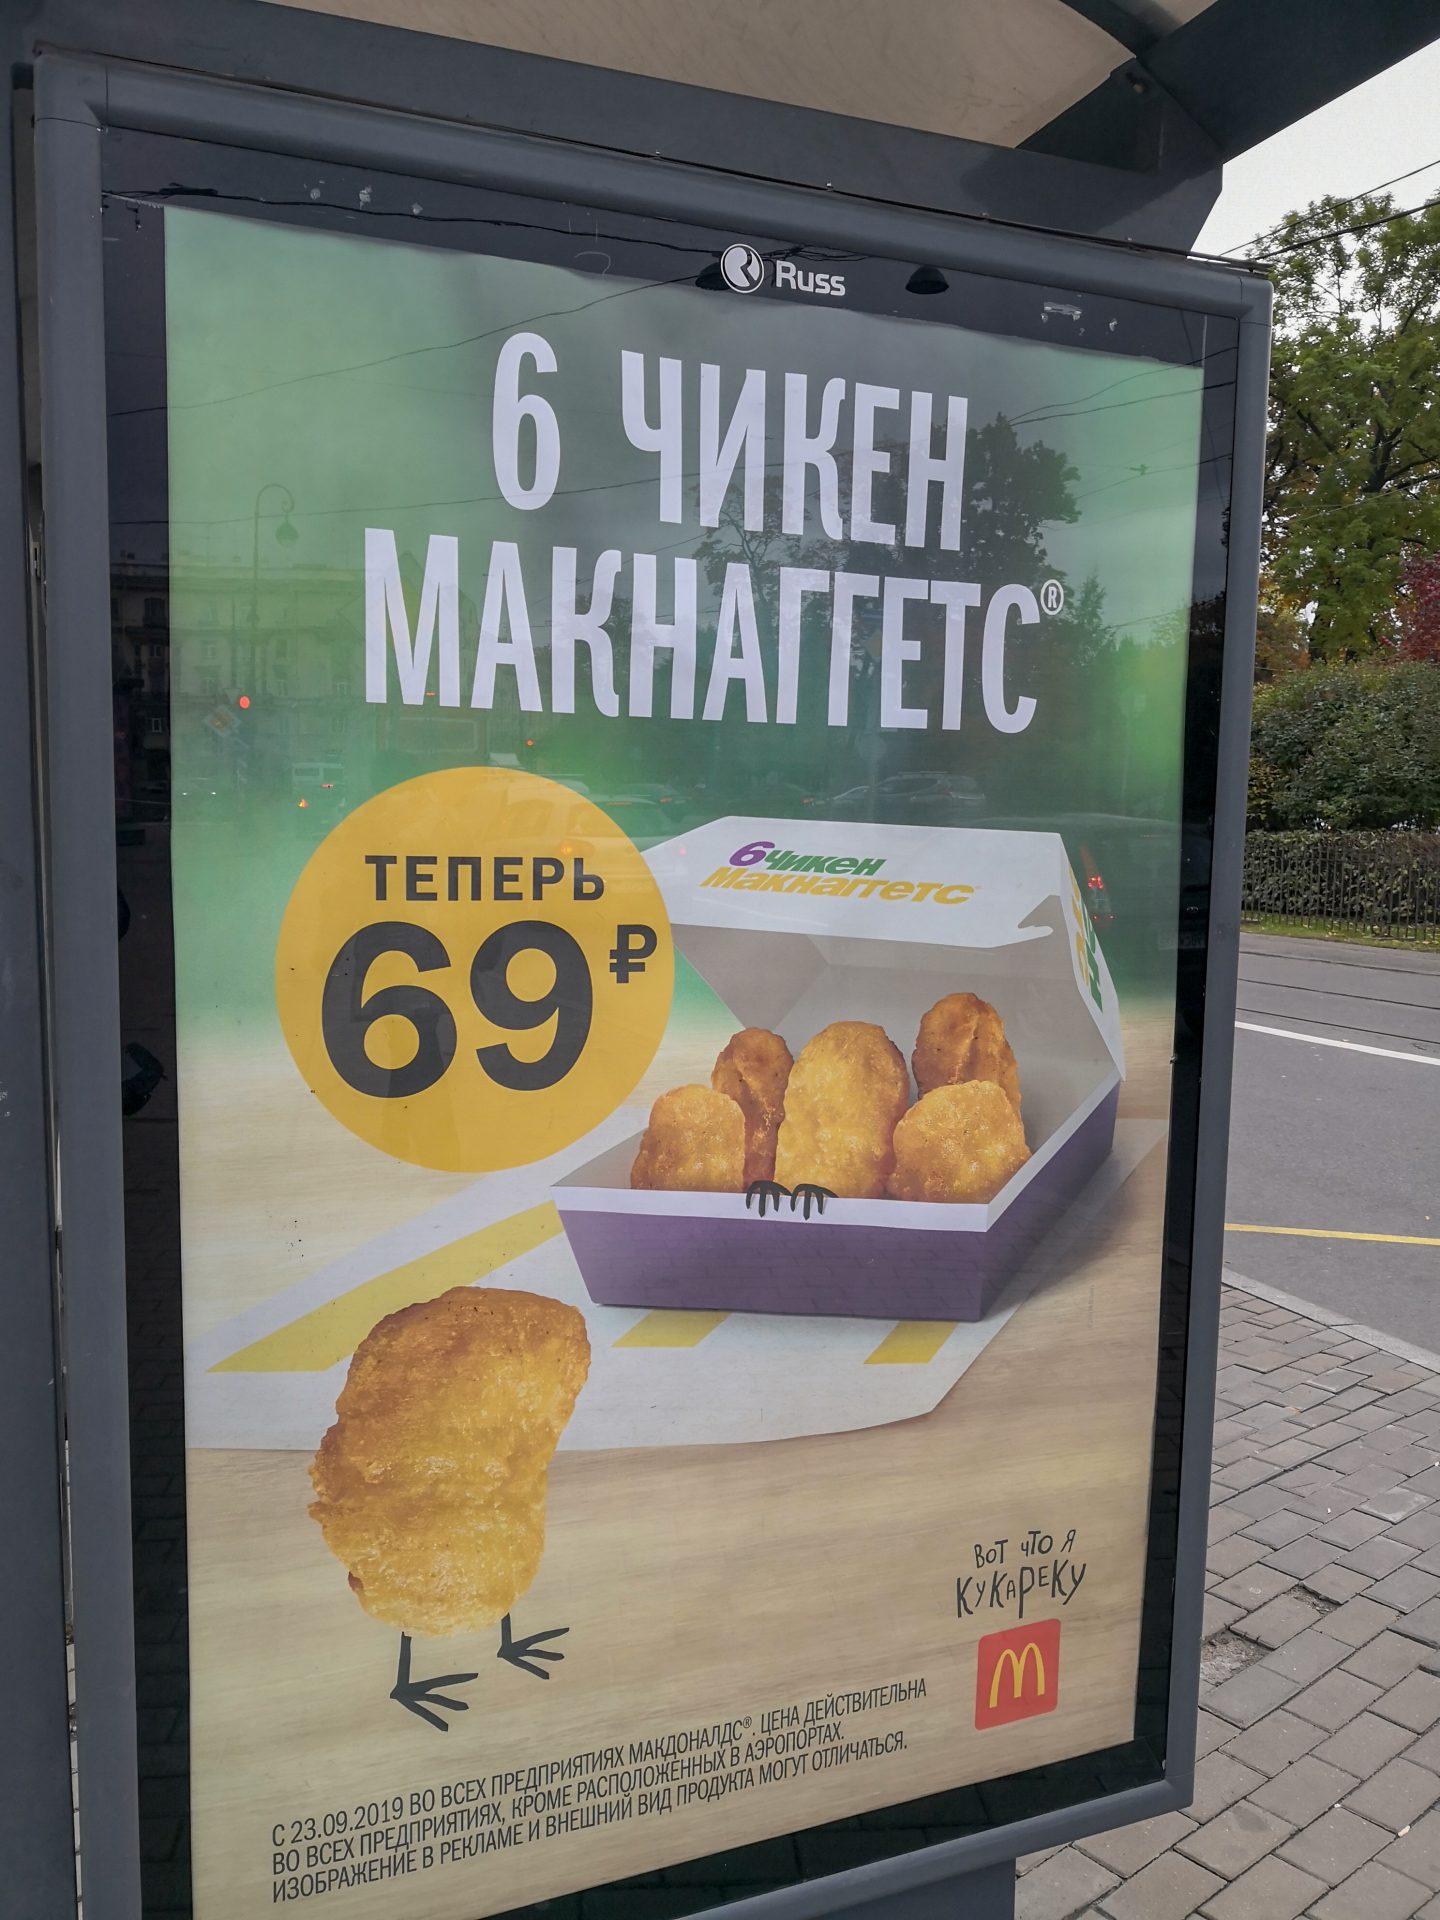 Russ
6 ЧИКЕН
МАКНАГГЕТС®
ТЕПЕРЬ
69 ₽
6 Чикен
Макнаггетс
ВОТ ЧТО Я
КУКАРЕКУ
С 23.09.2019 ВО ВСЕХ ПРЕДПРИЯТИЯХ МАКДОНАЛДС®. ЦЕНА ДЕЙСТВИТЕЛЬНА
ВО ВСЕХ ПРЕДПРИЯТИЯХ, КРОМЕ РАСПОЛОЖЕННЫХ В АЭРОПОРТАХ.
ИЗОБРАЖЕНИЕ В РЕКЛАМЕ И ВНЕШНИЙ ВИД ПРОДУКТА МОГУТ ОТЛИЧАТЬСЯ.